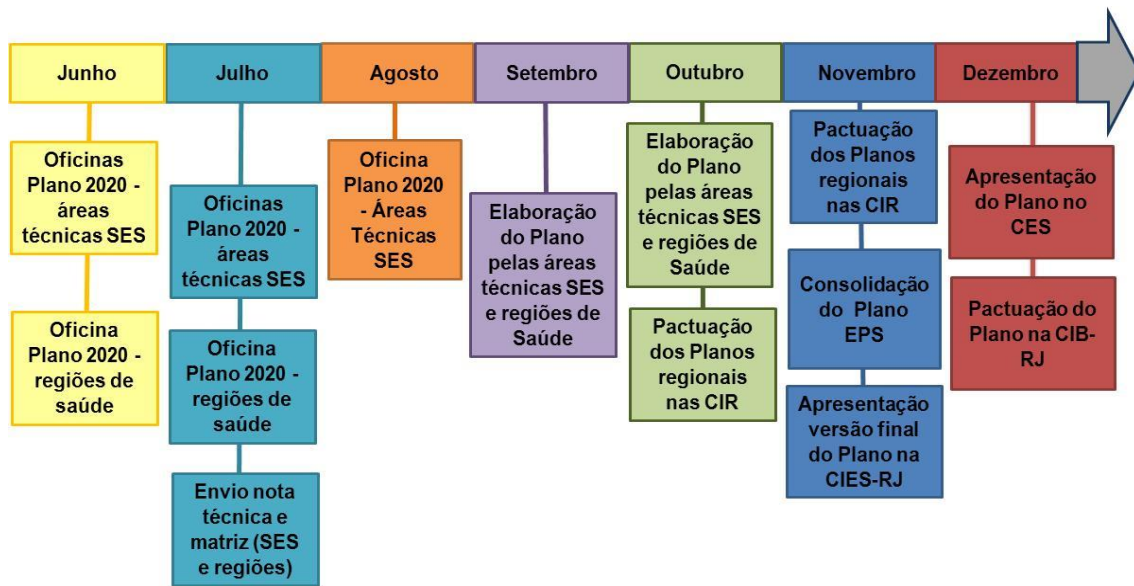 Junho
Julho
Agosto
Setembro
Outubro
Novembro
Dezembro
Oficinas
Plano 2020 -
áreas
técnicas SES
Oficina
Plano 2020 -
regiões de
saúde
Oficinas
Plano 2020 -
áreas
técnicas SES
Oficina
Plano 2020 -
regiões de
saúde
Envio nota
técnica e
matriz (SES
e regiões)
Oficina
Plano 2020
- Áreas
Técnicas
SES
Elaboração
do Plano
pelas áreas
técnicas SES
e regiões de
Saúde
Elaboração
do Plano
pelas áreas
técnicas SES
e regiões de
Saúde
Pactuação
dos Planos
regionais
nas CIR
Pactuação
dos Planos
regionais
nas CIR
Consolidação
do Plano
EPS
Apresentação
versão final
do Plano na
CIES-RJ
Apresentação
do Plano no
CES
Pactuação do
Plano na CIB-
RJ